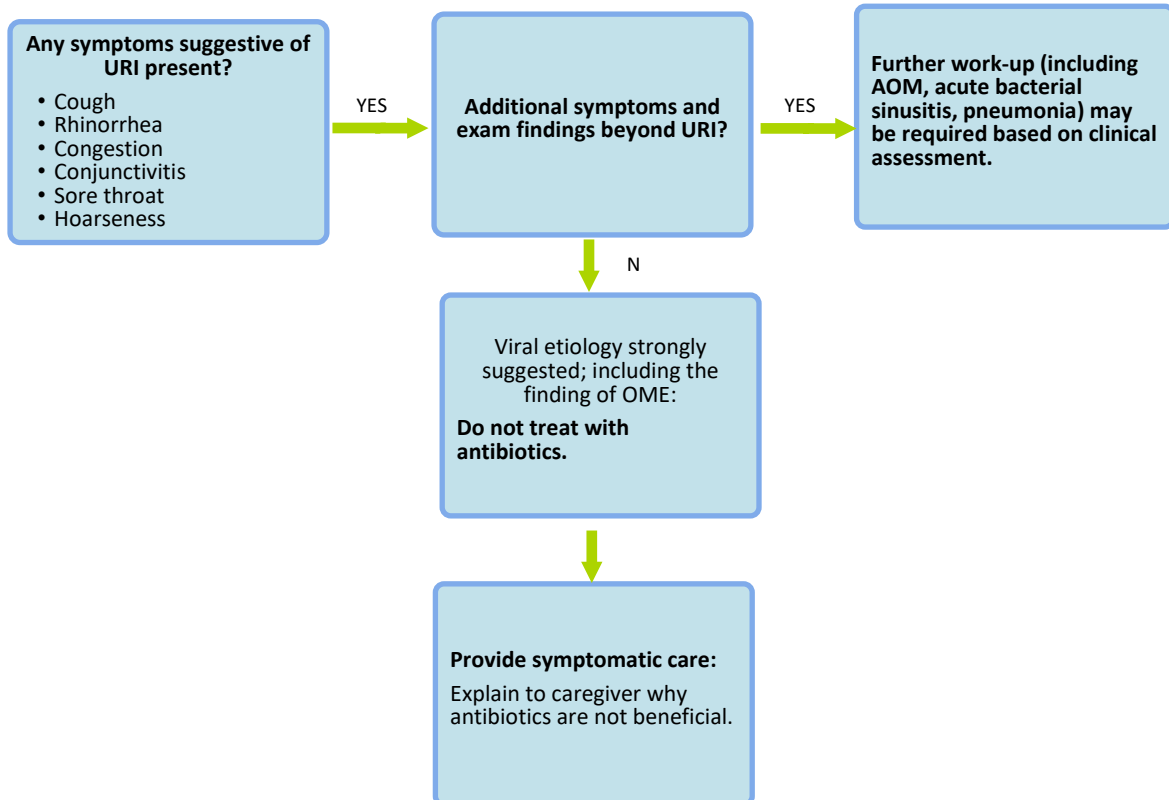 Any symptoms suggestive of
URI present?
• Cough
• Rhinorrhea
• Congestion
• Conjunctivitis
• Sore throat
• Hoarseness
YES
Additional symptoms and
exam findings beyond URI?
YES
Further work-up (including
AOM, acute bacterial
sinusitis, pneumonia) may
be required based on clinical
assessment.
N
Viral etiology strongly
suggested; including the
finding of OME:
Do not treat with
antibiotics.
Provide symptomatic care:
Explain to caregiver why
antibiotics are not beneficial.